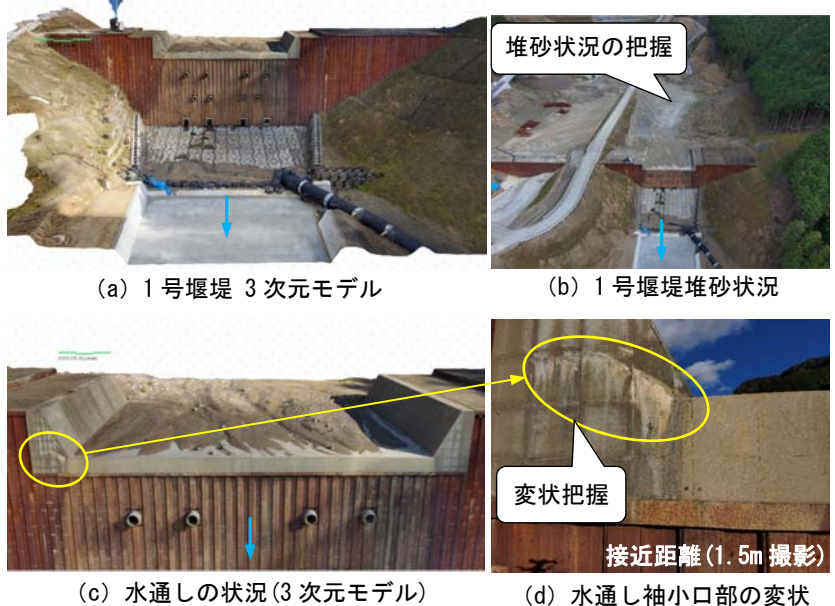 堆砂状況の把握
(a) 1号堰堤 3次元モデル
(b) 1号堰堤堆砂状況
変状把握
接近距離(1.5m撮影)
(c) 水通しの状況(3次元モデル)
(d) 水通し袖小口部の変状